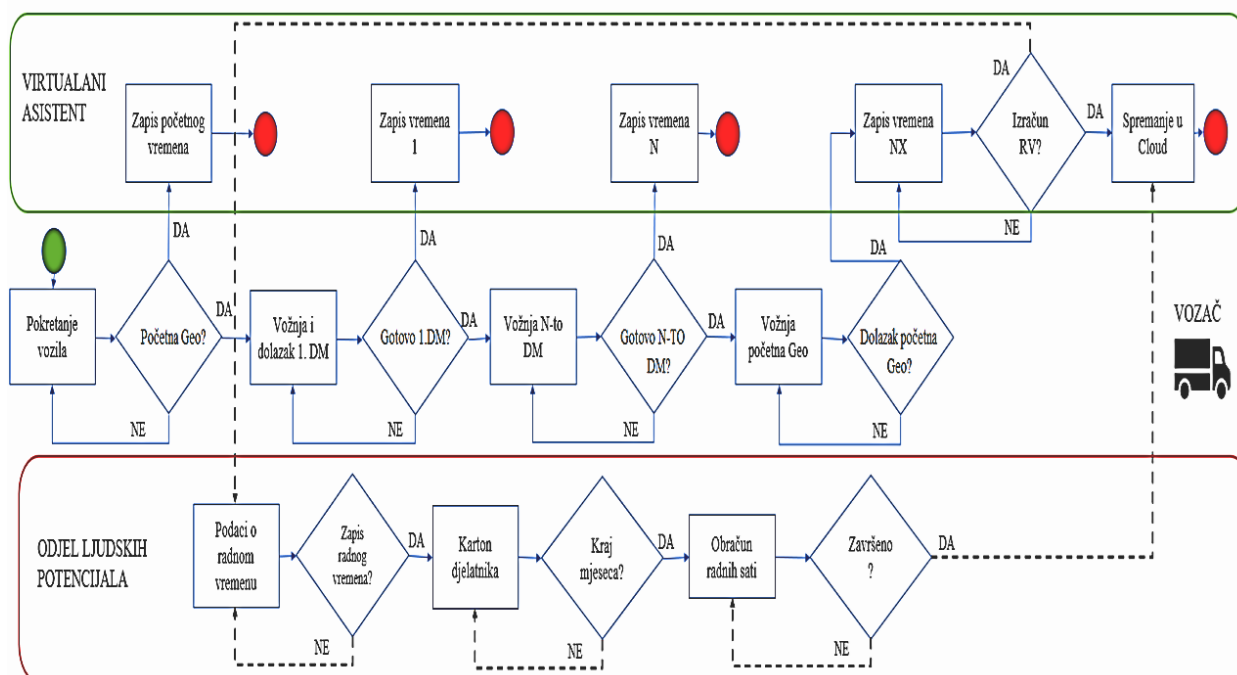 VIRTUALANI
ASISTENT
Zapis početnog
vremena
Zapis vremena
1
Zapis vremena
N
Zapis vremena
NX
DA
Izračun
RV?
DA
Spremanje u
Cloud
NE
DA
DA
DA
DA
Pokretanje
vozila
Početna Geo?
DA
Vožnja i
dolazak 1. DM
Gotovo 1.DM?
DA
Vožnja N-to
DM
Gotovo N-TO
DM?
DA
Vožnja
početna Geo
Dolazak početna
Geo?
VOZAČ
NE
NE
NE
NE
ODJEL LJUDSKIH
POTENCIJALA
Podaci o
radnom
vremenu
Zapis
radnog
vremena?
DA
Karton
djelatnika
Kraj
mjeseca?
DA
Obračun
radnih sati
Završeno
?
DA
NE
NE
NE